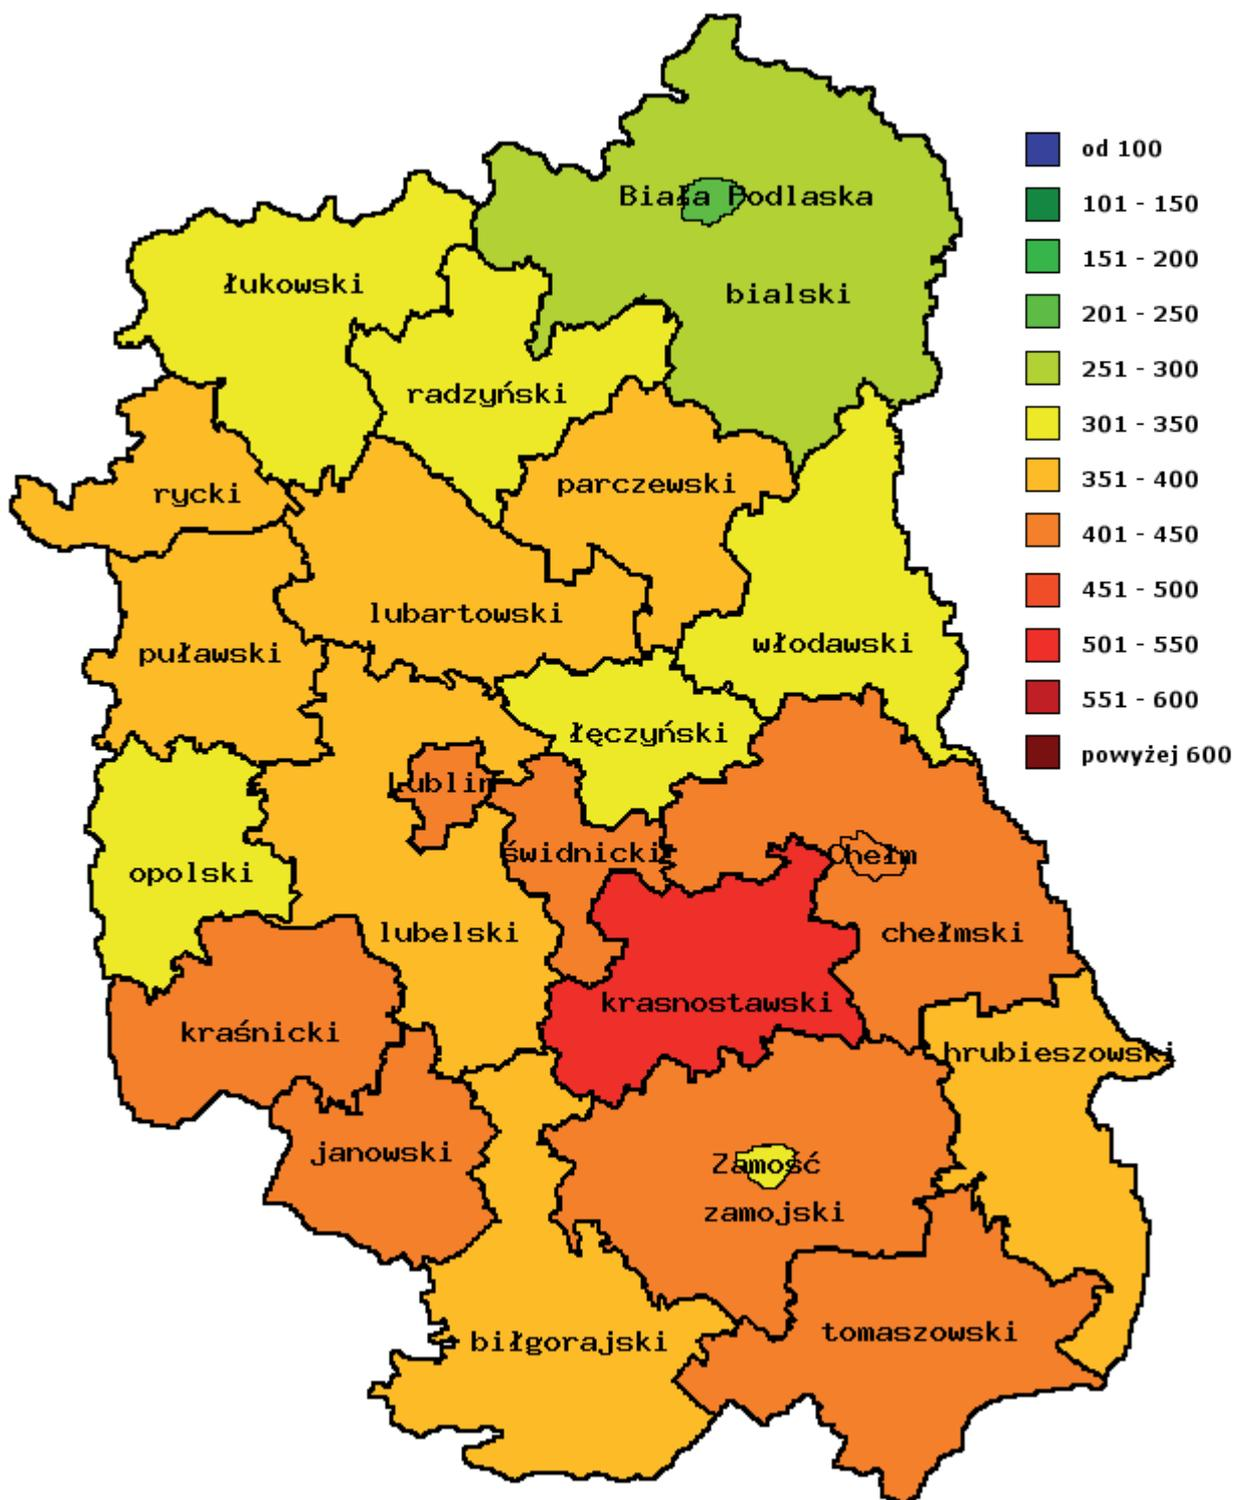 Biała Podlaska
łukowski
bialski
radzyński
rycki
parczewski
lubartowski
puławski
włodawski
łęczyński
Lublin
świdnicki
Chełm
opolski
lubelski
chełmski
krasnostawski
kraśnicki
hrubieszowski
janowski
Zamość
zamojski
tomaszowski
biłgorajski
od 100
101 - 150
151 - 200
201 - 250
251 - 300
301 - 350
351 - 400
401 - 450
451 - 500
501 - 550
551 - 600
powyżej 600